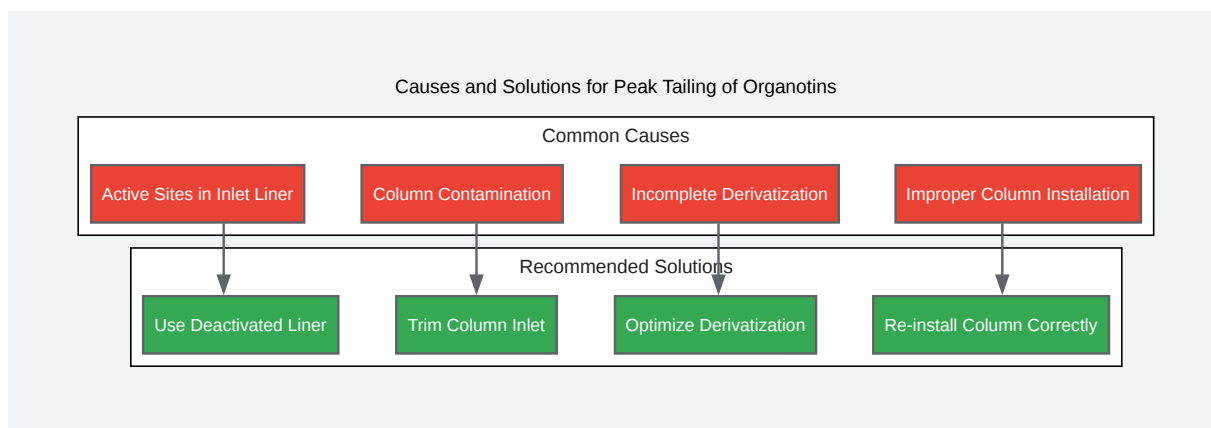 Causes and Solutions for Peak Tailing of Organotins
Common Causes
Active Sites in Inlet Liner
Column Contamination
Incomplete Derivatization
Improper Column Installation
Recommended Solutions
Use Deactivated Liner
Trim Column Inlet
Optimize Derivatization
Re-install Column Correctly